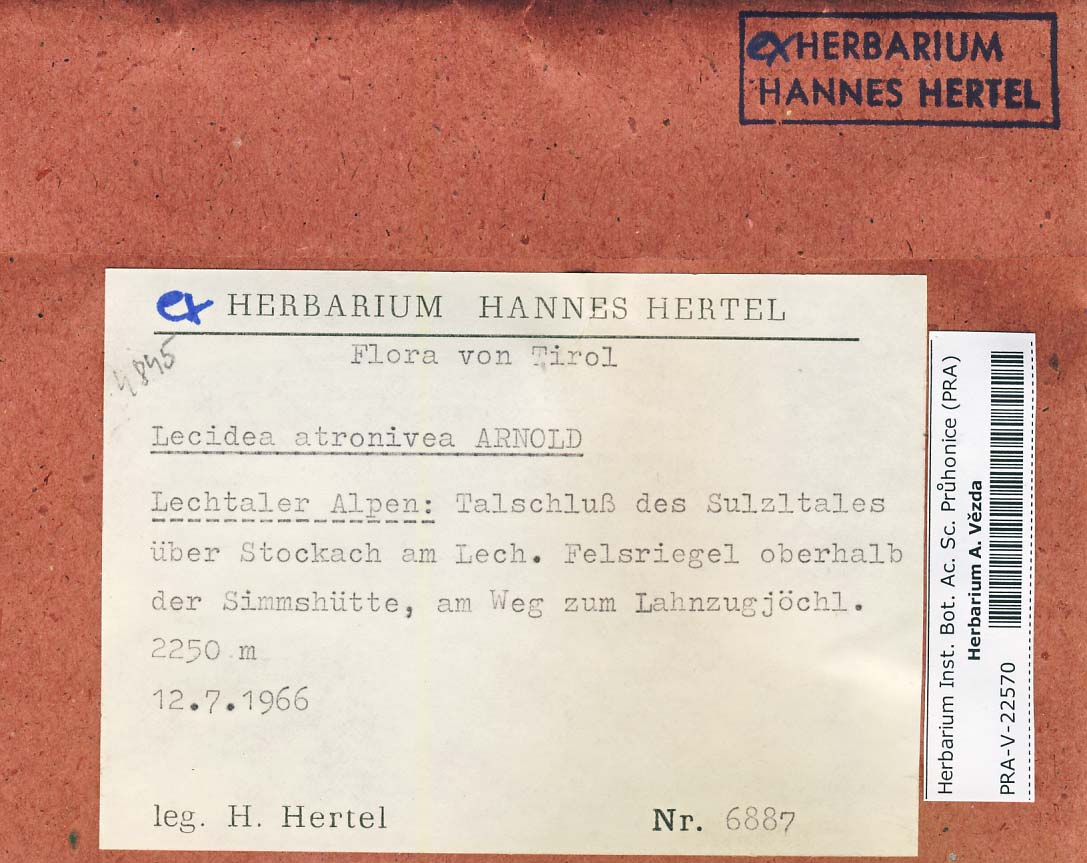 ex HERBARIUM
HANNES HERTEL
ex HERBARIUM HANNES HERTEL
4845
Flora von Tirol
Lecidea atronivea ARNOLD
Lechtaler Alpen: Talschluß des Sulzltales
über Stockach am Lech. Felsriegel oberhalb
der Simmshütte, am Weg zum Lahnzugjöchl.
2250 m
12.7.1966
leg. H. Hertel Nr. 6887
Herbarium Inst. Bot. Ac. Sc. Průhonice (PRA)
Herbarium A. Vězda
PRA-V-22570